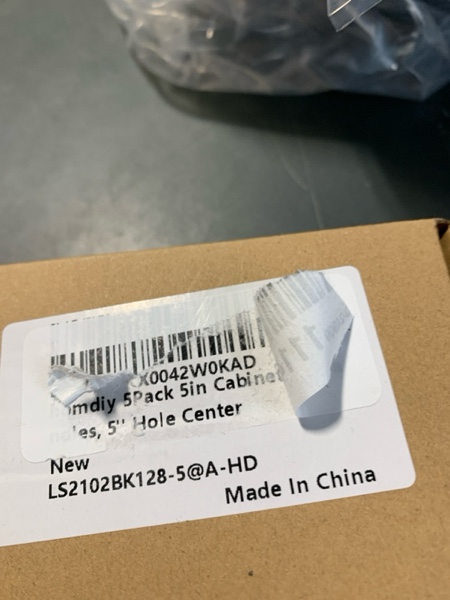 X0042W0KAD
5Pack 5in Cabine
5" Hole Center
New
LS2102BK128-5@A-HD
Made In China